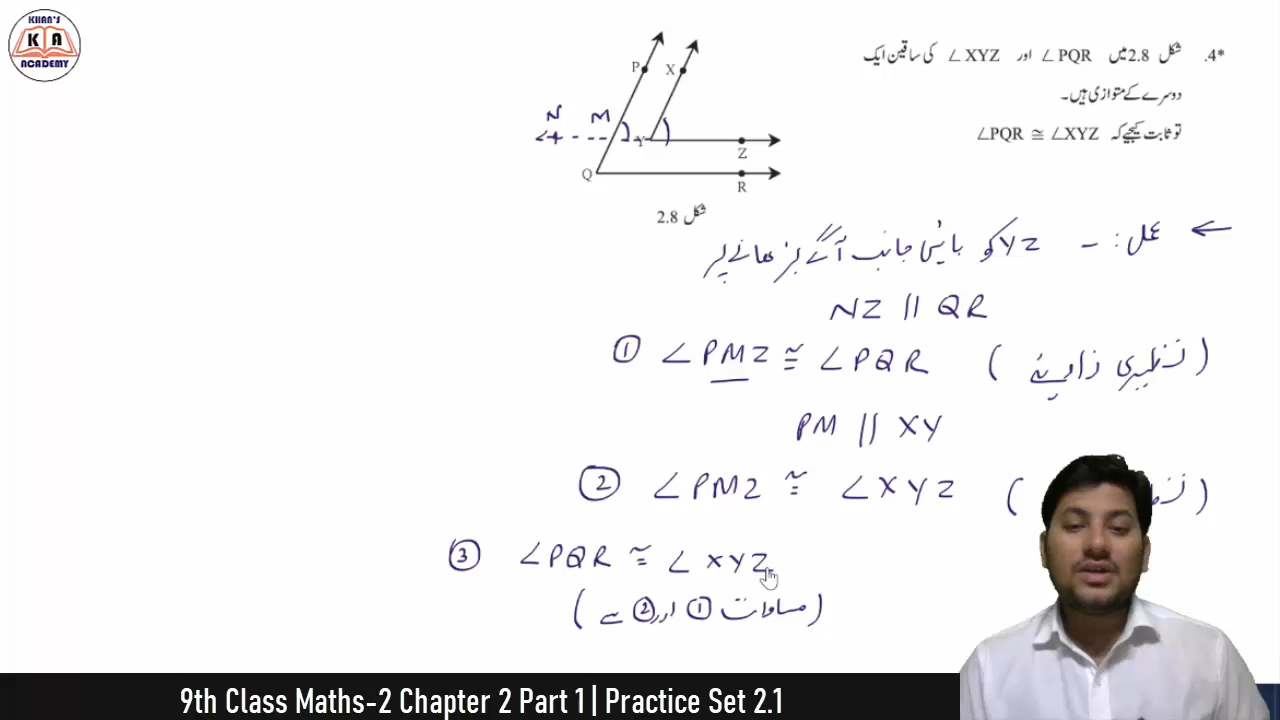 KHAN'S
K A
ACADEMY
*4. شکل 2.8 میں ∠PQR اور ∠XYZ کی ساقین ایک
دوسرے کے متوازی ہیں۔
تو ثابت کیجیے کہ ∠PQR ≅ ∠XYZ
P X
N M Y
Z
Q
R
شکل 2.8
← عمل :- YZ کو بائیں جانب آگے بڑھانے پر
NZ || QR
① ∠PMZ ≅ ∠PQR (نظیری زاویے)
PM || XY
② ∠PMZ ≅ ∠XYZ (
③ ∠PQR ≅ ∠XYZ
(مساوات ① اور ② سے)
9th Class Maths-2 Chapter 2 Part 1| Practice Set 2.1